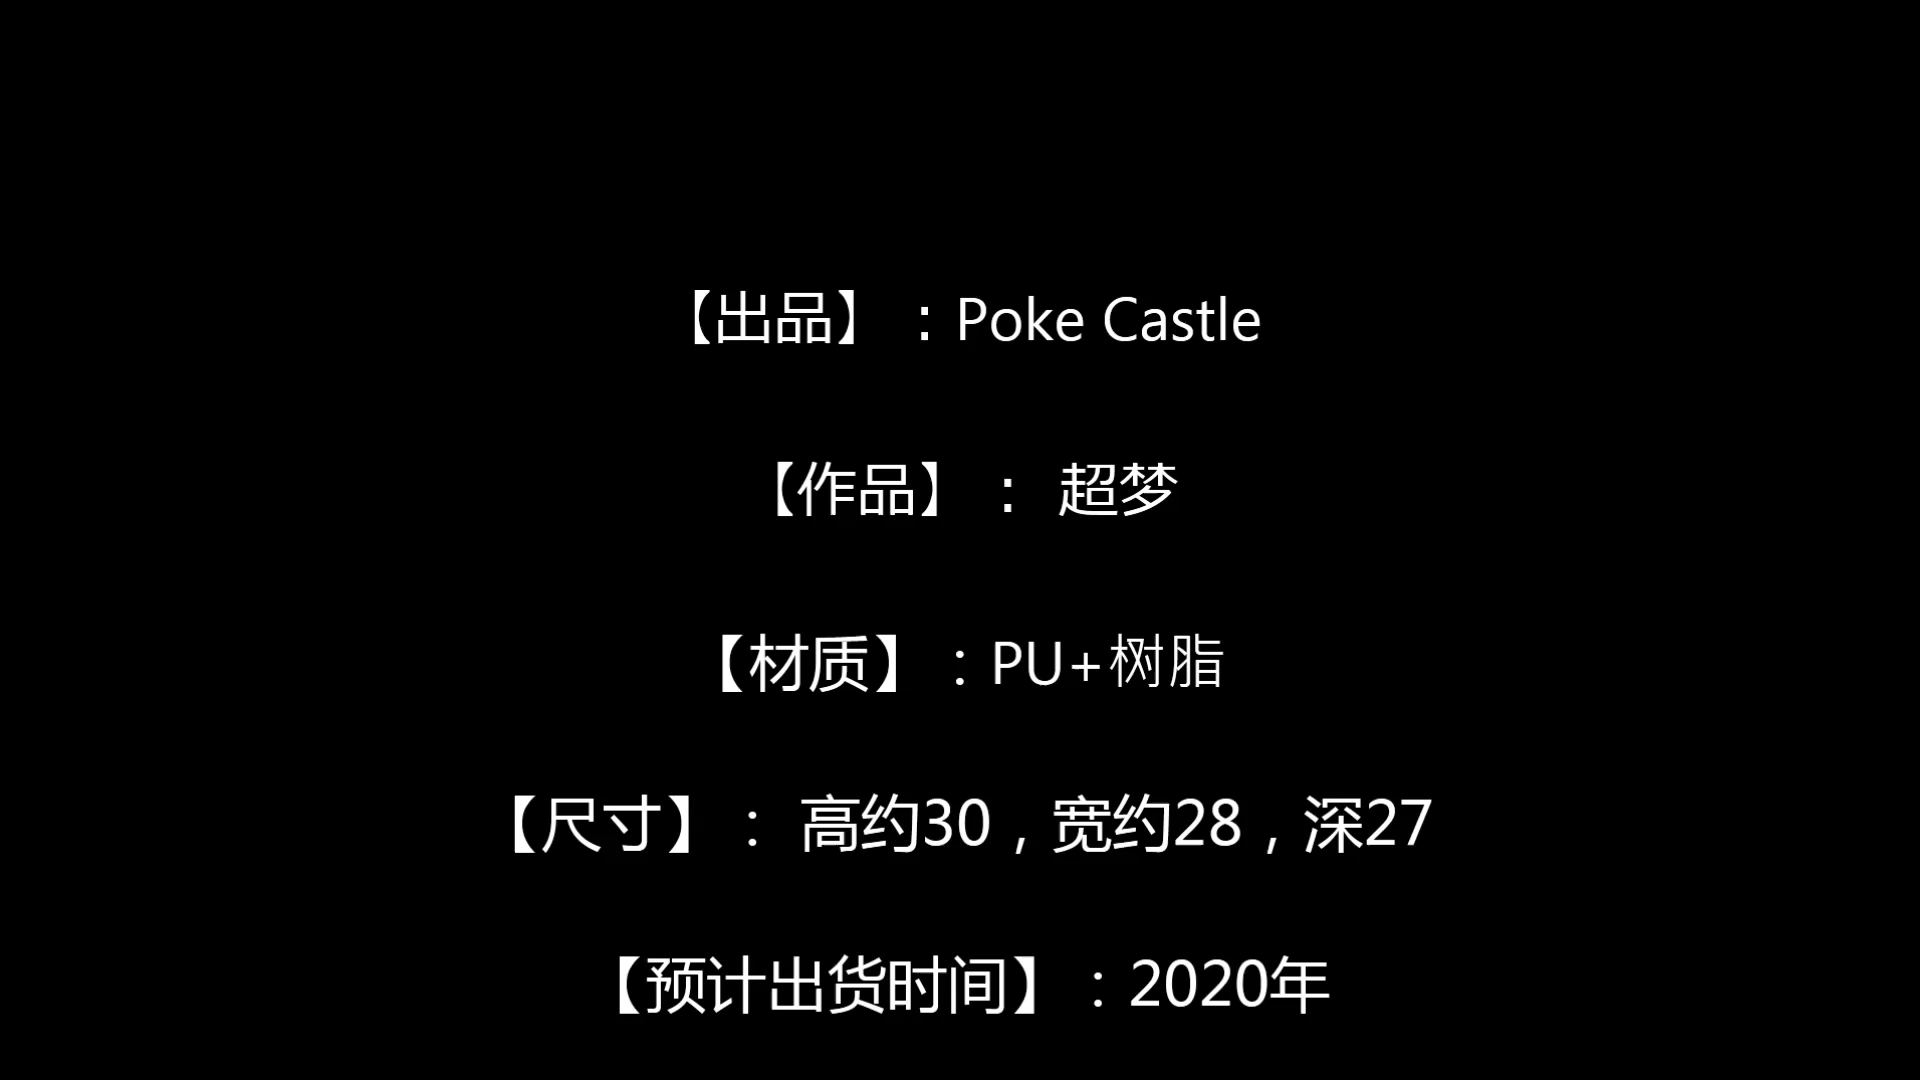 【出品】：Poke Castle
【作品】： 超梦
【材质】：PU+树脂
【尺寸】： 高约30，宽约28，深27
【预计出货时间】：2020年